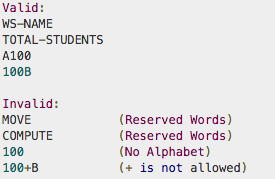 Valid:
WS-NAME
TOTAL-STUDENTS
A100
100B

Invalid:
MOVE (Reserved Words)
COMPUTE (Reserved Words)
100 (No Alphabet)
100+B (+ is not allowed)